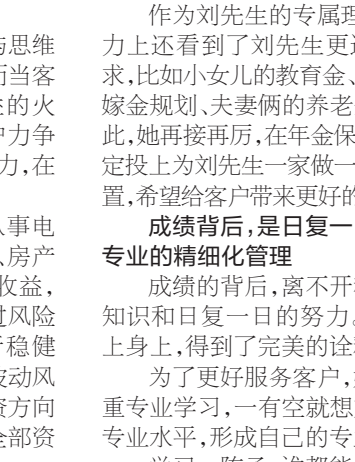 与思维
而当客
往的火
户力争
力,在
人事电
、房产
收益,
过风险
于稳健
波动风
资方向
全部资
作为刘先生的专属理
力上还看到了刘先生更
求,比如小女儿的教育金、
嫁金规划、夫妻俩的养老
此,她再接再厉,在年金保
定投上为刘先生一家做一
置,希望给客户带来更好的
成绩背后,是日复一
专业的精细化管理
成绩的背后,离不开
知识和日复一日的努力。
上身上,得到了完美的诠
为了更好服务客户,
重专业学习,一有空就想
专业水平,形成自己的专